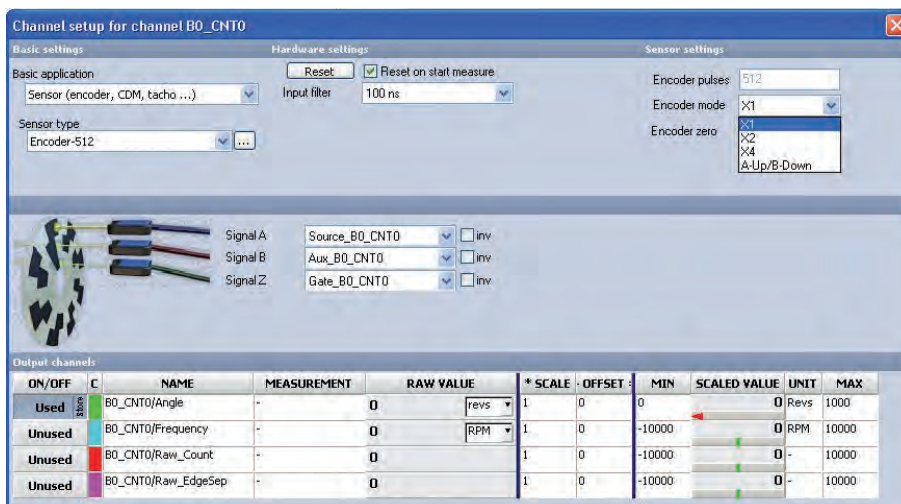 Channel setup for channel B0_CNT0
Basic settings
Hardware settings
Sensor settings
Basic application
Sensor (encoder, CDM, tacho ...)
Sensor type
Encoder-512
...
Reset
Reset on start measure
Input filter
100 ns
Encoder pulses
512
Encoder mode
X1
X1
X2
X4
A-Up/B-Down
Encoder zero
Signal A Source_B0_CNT0 inv
Signal B Aux_B0_CNT0 inv
Signal Z Gate_B0_CNT0 inv
Output channels
ON/OFF C NAME MEASUREMENT RAW VALUE * SCALE - OFFSET = MIN SCALED VALUE UNIT MAX
Used Store B0_CNT0/Angle - 0 revs 1 0 0 0 Revs 1000
Unused B0_CNT0/Frequency - 0 RPM 1 0 -10000 0 RPM 10000
Unused B0_CNT0/Raw_Count - 0 1 0 -10000 0 - 10000
Unused B0_CNT0/Raw_EdgeSep - 0 1 0 -10000 0 - 10000